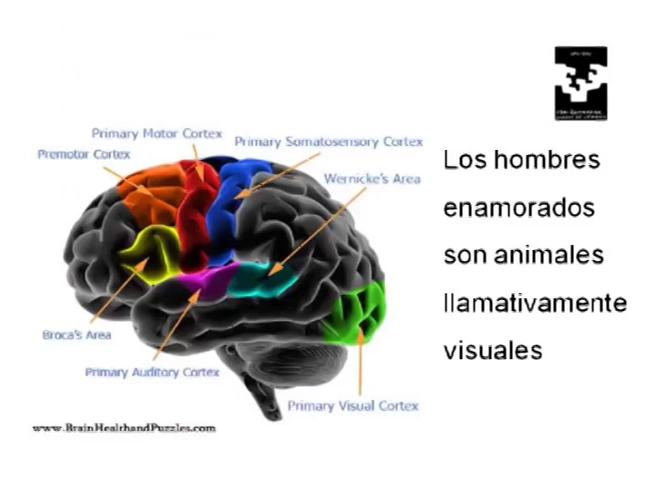 Primary Motor Cortex
Primary Somatosensory Cortex
Premotor Cortex
Wernicke's Area
Broca's Area
Primary Auditory Cortex
Primary Visual Cortex
www.BrainHealthandPuzzles.com
Los hombres
enamorados
son animales
llamativamente
visuales